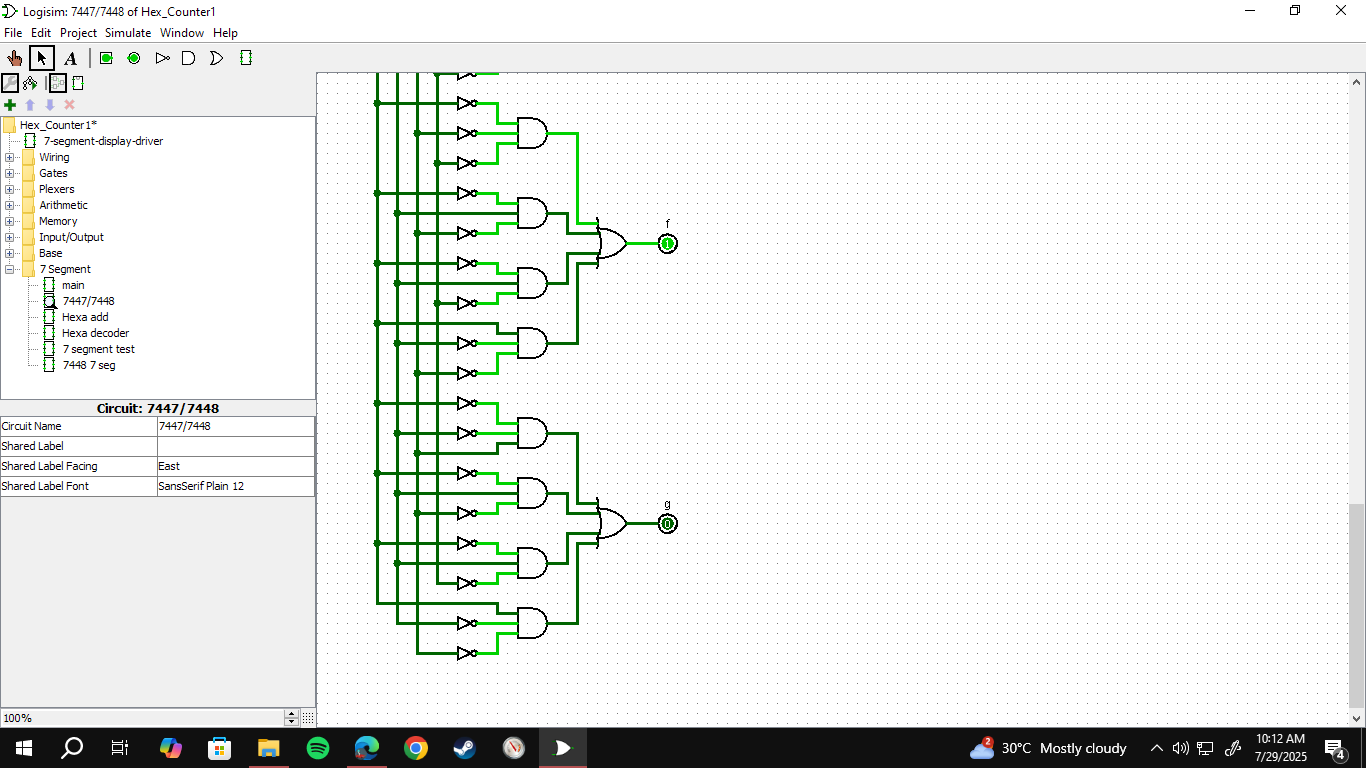 Logisim: 7447/7448 of Hex_Counter1
File Edit Project Simulate Window Help
A
Hex_Counter1*
7-segment-display-driver
Wiring
Gates
Plexers
Arithmetic
Memory
Input/Output
Base
7 Segment
main
7447/7448
Hexa add
Hexa decoder
7 segment test
7448 7 seg
Circuit: 7447/7448
Circuit Name 7447/7448
Shared Label
Shared Label Facing East
Shared Label Font SansSerif Plain 12
100%
f
1
g
0
2
30°C Mostly cloudy
10:12 AM
7/29/2025
4